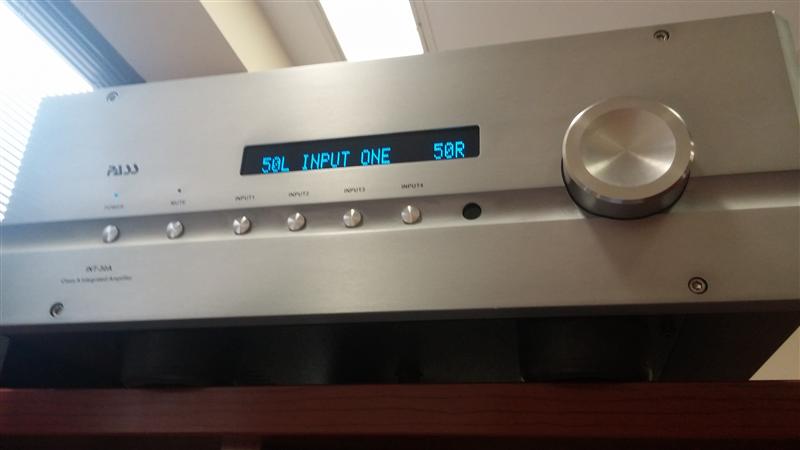 50L INPUT ONE 50R
PASS
POWER MUTE INPUT1 INPUT2 INPUT3 INPUT4
INT-30A
Class A Integrated Amplifier